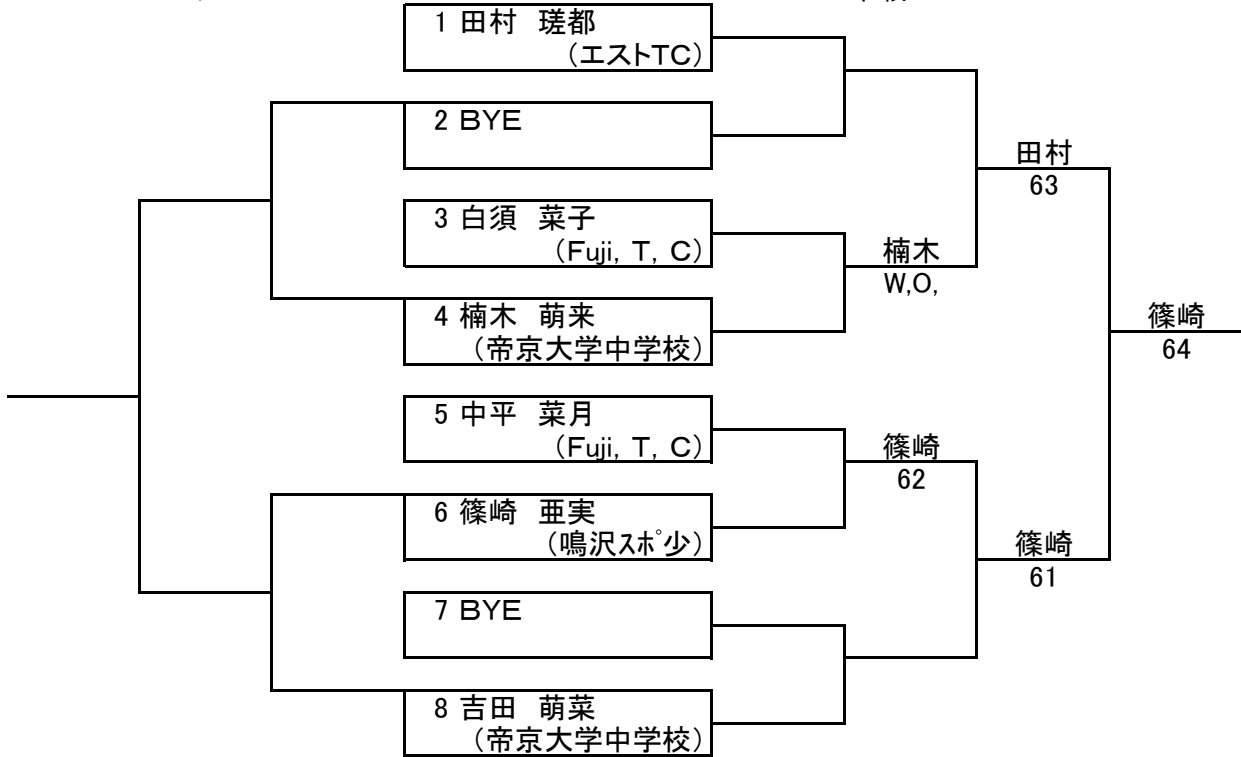 1 田村 瑳都
(エストTC)
2 BYE
田村
63
3 白須 菜子
(Fuji, T, C)
楠木
W,O,
4 楠木 萌来
(帝京大学中学校)
篠崎
64
5 中平 菜月
(Fuji, T, C)
篠崎
62
6 篠崎 亜実
(鳴沢スポ少)
篠崎
61
7 BYE
8 吉田 萌菜
(帝京大学中学校)